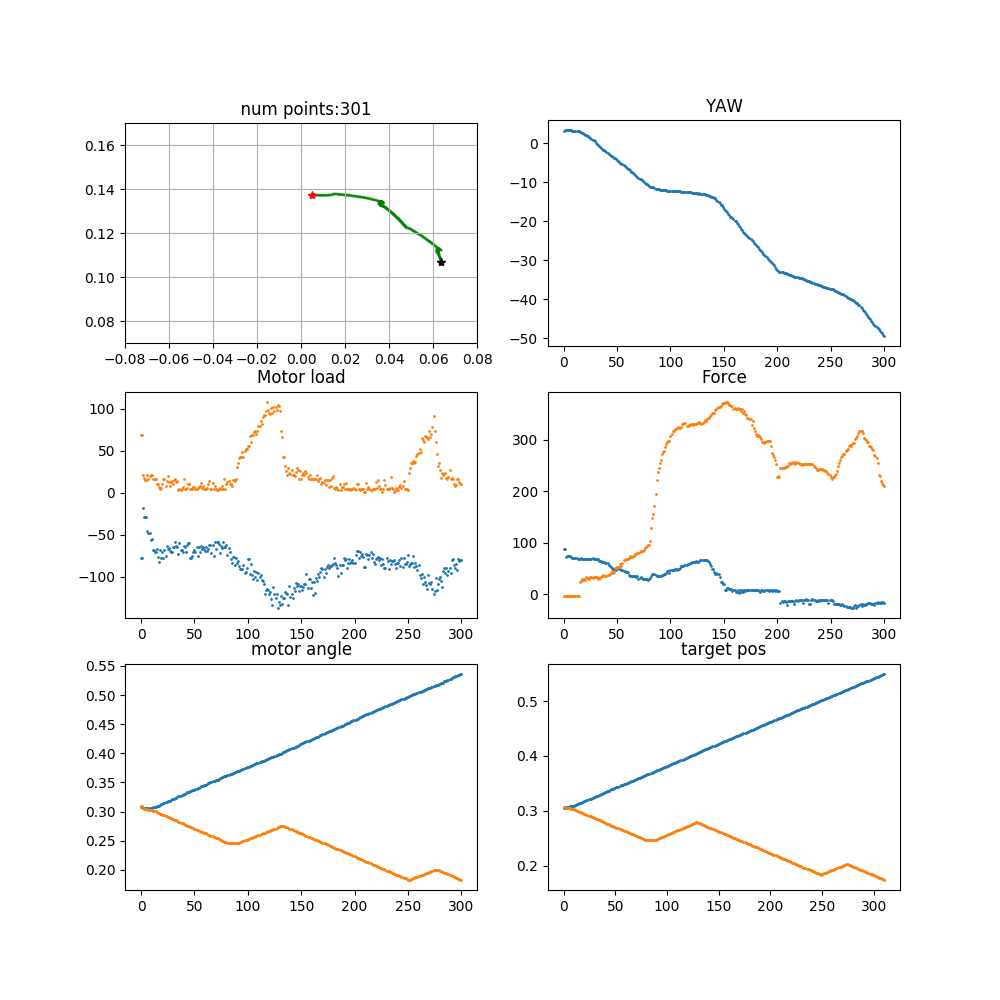 num points:301
0.16
0.14
0.12
0.10
0.08
−0.08 −0.06 −0.04 −0.02 0.00 0.02 0.04 0.06 0.08
YAW
0
−10
−20
−30
−40
−50
0 50 100 150 200 250 300
Motor load
100
50
0
−50
−100
0 50 100 150 200 250 300
Force
300
200
100
0
0 50 100 150 200 250 300
motor angle
0.55
0.50
0.45
0.40
0.35
0.30
0.25
0.20
0 50 100 150 200 250 300
target pos
0.5
0.4
0.3
0.2
0 50 100 150 200 250 300